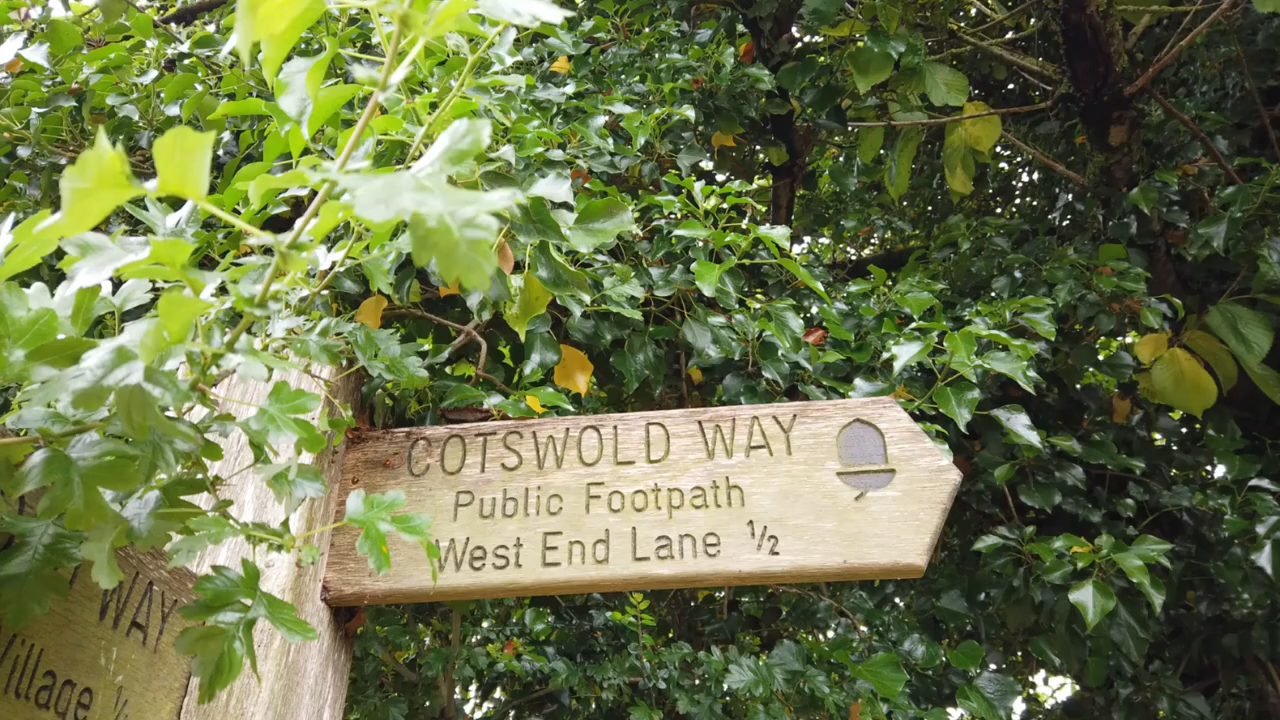 COTSWOLD WAY
Public Footpath
West End Lane ½
WAY
Village